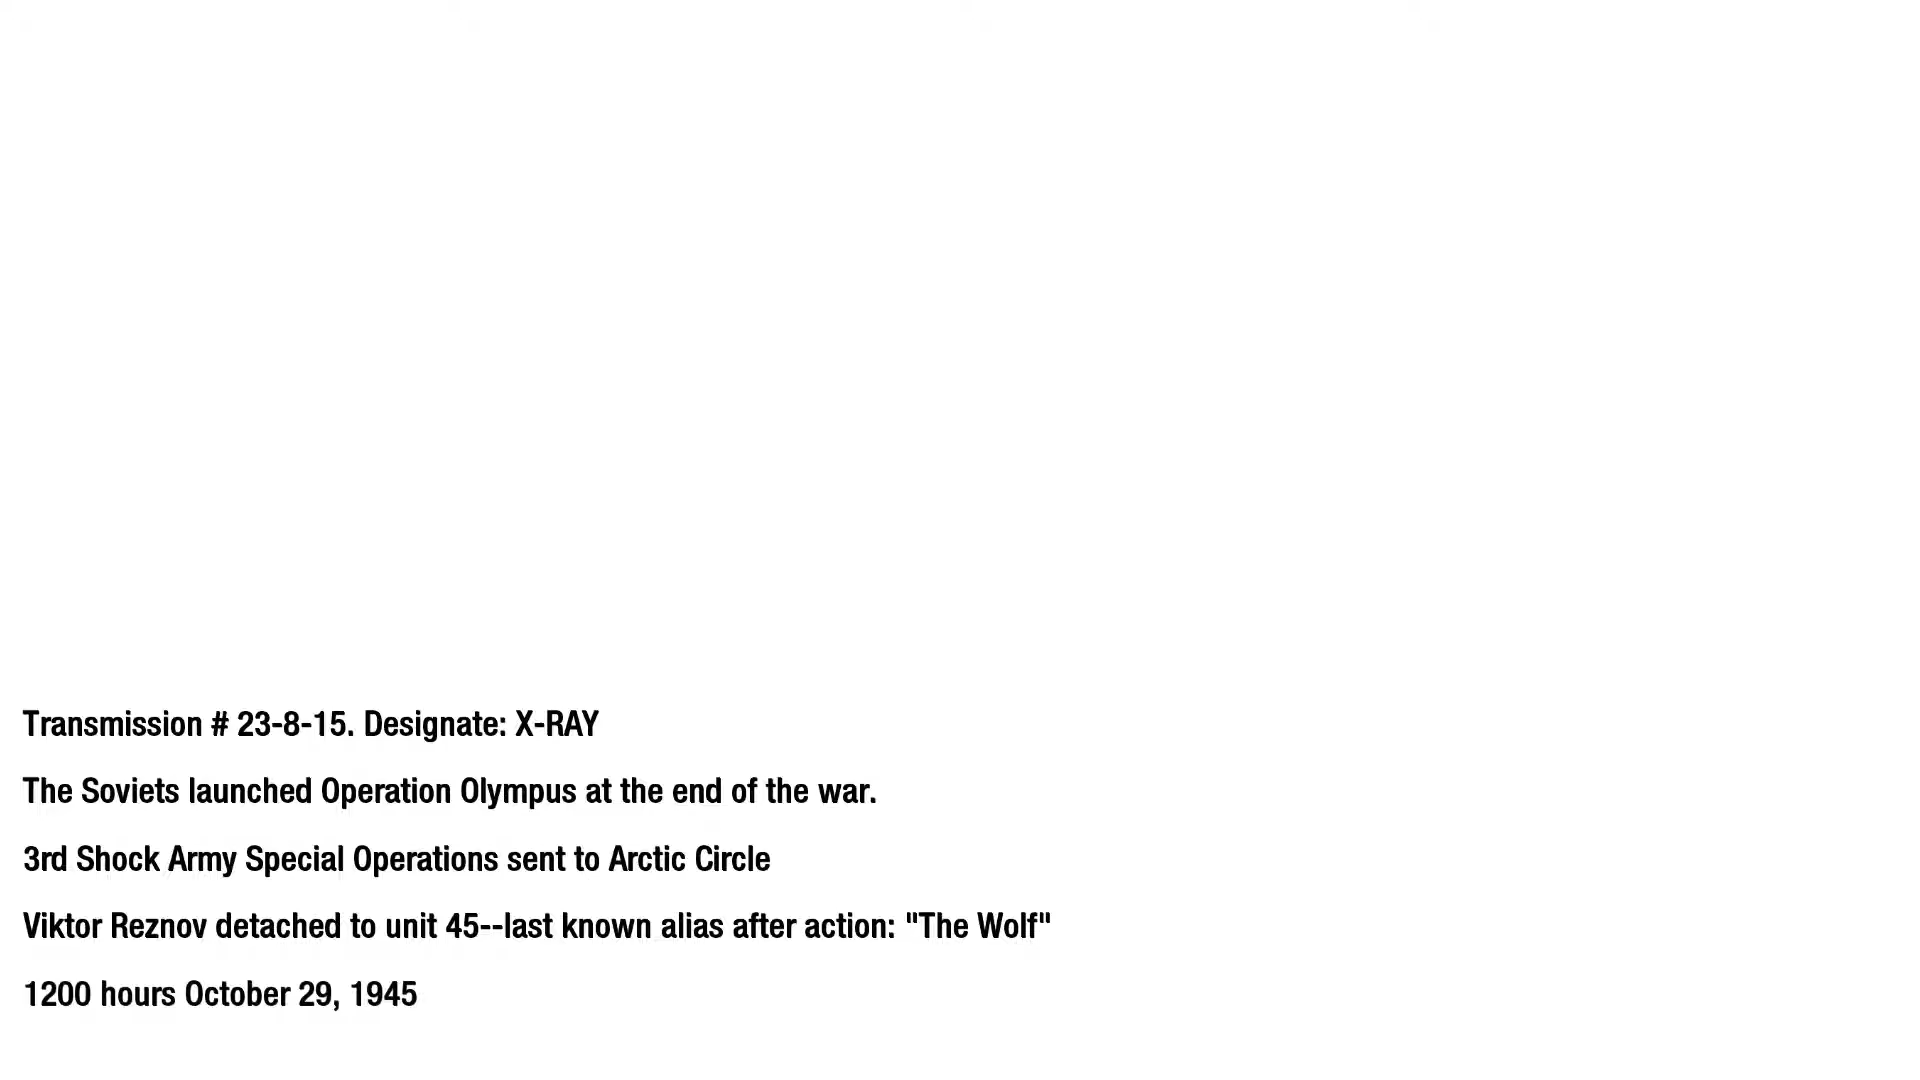 Transmission # 23-8-15. Designate: X-RAY
The Soviets launched Operation Olympus at the end of the war.
3rd Shock Army Special Operations sent to Arctic Circle
Viktor Reznov detached to unit 45--last known alias after action: "The Wolf"
1200 hours October 29, 1945